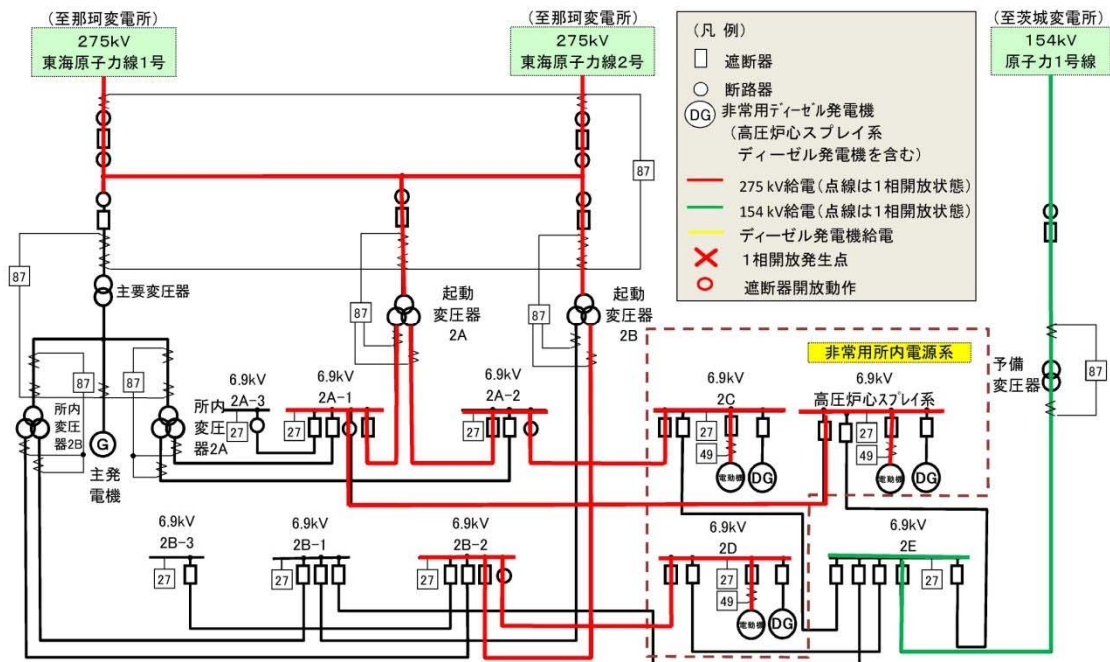 (至那珂変電所)
275kV
東海原子力線1号
(至那珂変電所)
275kV
東海原子力線2号
(至茨城変電所)
154kV
原子力1号線
(凡 例)
遮断器
断路器
DG
非常用ディーゼル発電機
(高圧炉心スプレイ系
ディーゼル発電機を含む)
275kV給電(点線は1相開放状態)
154kV給電(点線は1相開放状態)
ディーゼル発電機給電
1相開放発生点
遮断器開放動作
87
87
主要変圧器
87
起動
変圧器
2A
87
起動
変圧器
2B
予備
変圧器
87
非常用所内電源系
87
87
所内
変圧
器2B
G
主発
電機
所内
変圧
器2A
6.9kV
2A-3
27
6.9kV
2A-1
27
6.9kV
2A-2
27
6.9kV
2C
27
49
電動機
DG
6.9kV
高圧炉心スプレイ系
27
49
電動機
DG
6.9kV
2B-3
27
6.9kV
2B-1
27
6.9kV
2B-2
27
6.9kV
2D
27
49
電動機
DG
6.9kV
2E
27